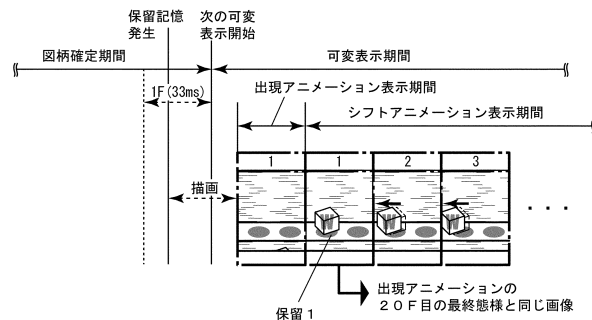 保留記憶
発生
次の可変
表示開始
図柄確定期間
可変表示期間
1F(33ms)
出現アニメーション表示期間
シフトアニメーション表示期間
1
1
2
3
描画
W
W
W
・・・
保留1
出現アニメーションの
20F目の最終態様と同じ画像